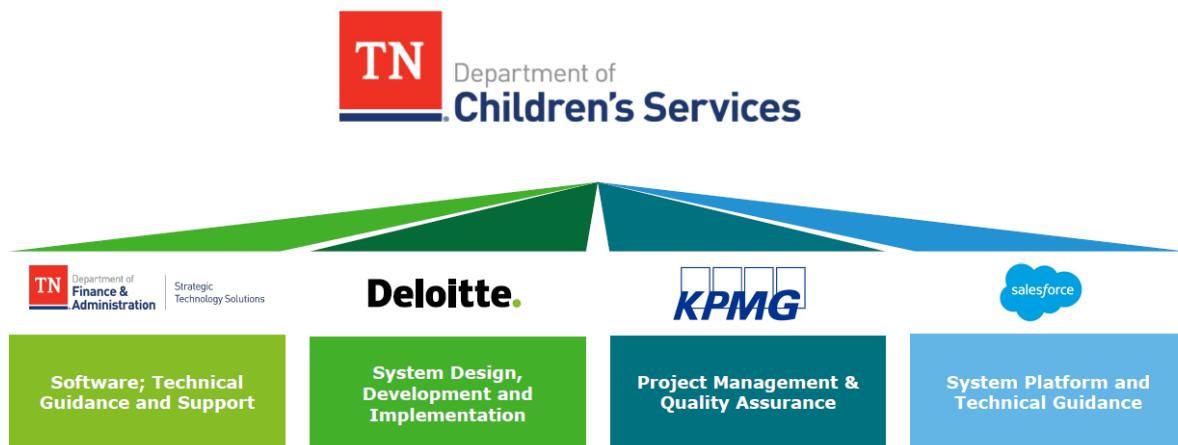 TN
Department of
Children's Services
TN
Department of
Finance &
Administration
Strategic
Technology Solutions
Deloitte.
KPMG
salesforce
Software; Technical
Guidance and Support
System Design,
Development and
Implementation
Project Management &
Quality Assurance
System Platform and
Technical Guidance